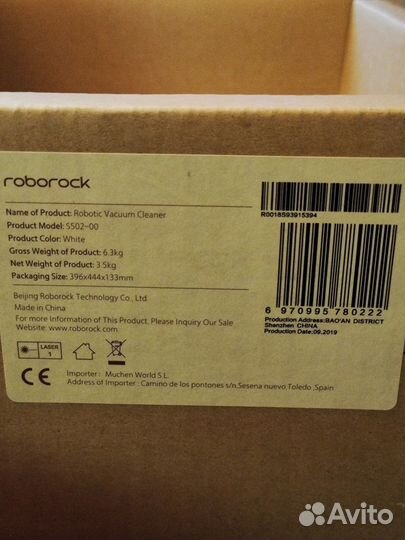 roborock
Name of Product: Robotic Vacuum Cleaner
Product Model: S502-00
Product Color: White
Gross Weight of Product: 6.3kg
Net Weight of Product: 3.5kg
Packaging Size: 396x444x133mm
Beijing Roborock Technology Co., Ltd
Made in China
For more Information of This Product, Please Inquiry Our Sale
Website: www.roborock.com
LASER
1
CE
Importer: Muchen World S.L.
Address of Importer: Camino de los pontones s/n,Sesena nuevo,Toledo,Spain
R0018S93915394
6 970995 780222
Production Address:BAO'AN DISTRICT
Shenzhen CHINA
Production Date:09.2019
Avito